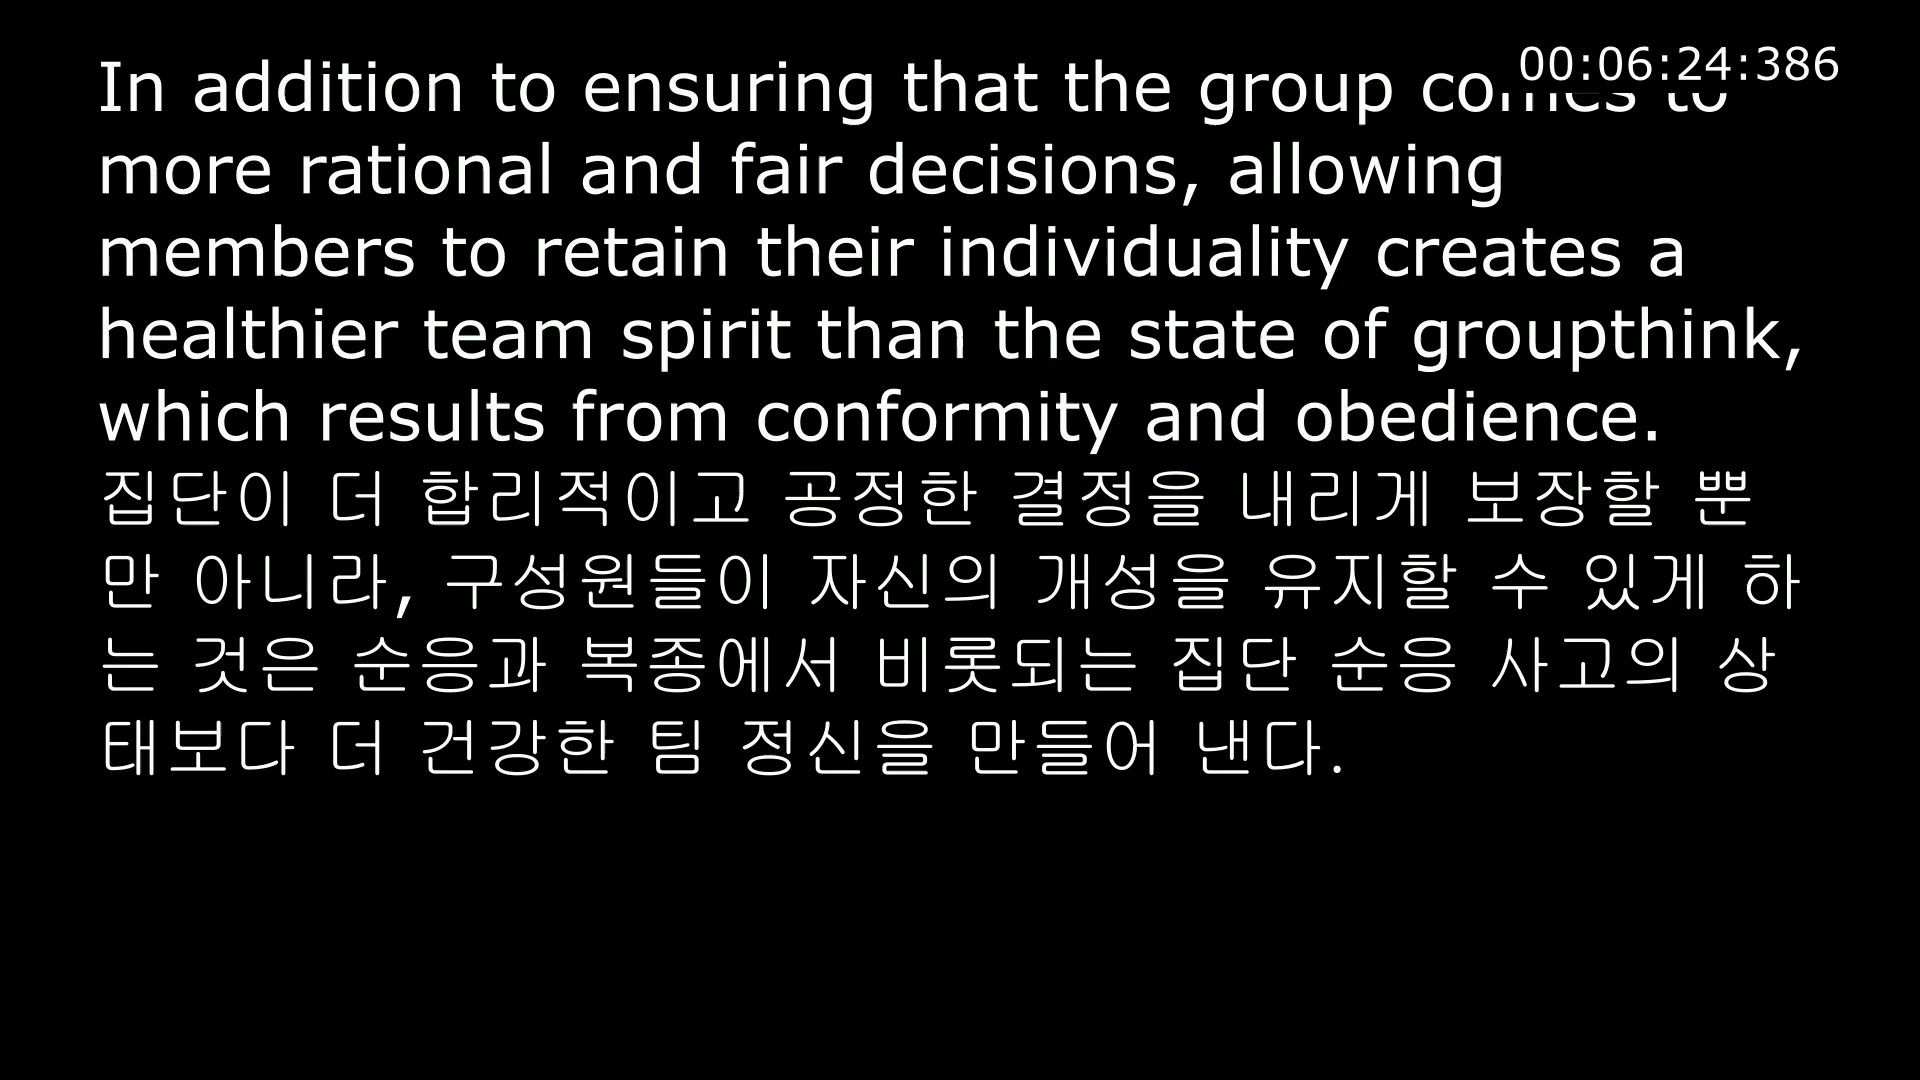 In addition to ensuring that the group comes to
00:06:24:386
more rational and fair decisions, allowing
members to retain their individuality creates a
healthier team spirit than the state of groupthink,
which results from conformity and obedience.
집단이 더 합리적이고 공정한 결정을 내리게 보장할 뿐
만 아니라, 구성원들이 자신의 개성을 유지할 수 있게 하
는 것은 순응과 복종에서 비롯되는 집단 순응 사고의 상
태보다 더 건강한 팀 정신을 만들어 낸다.